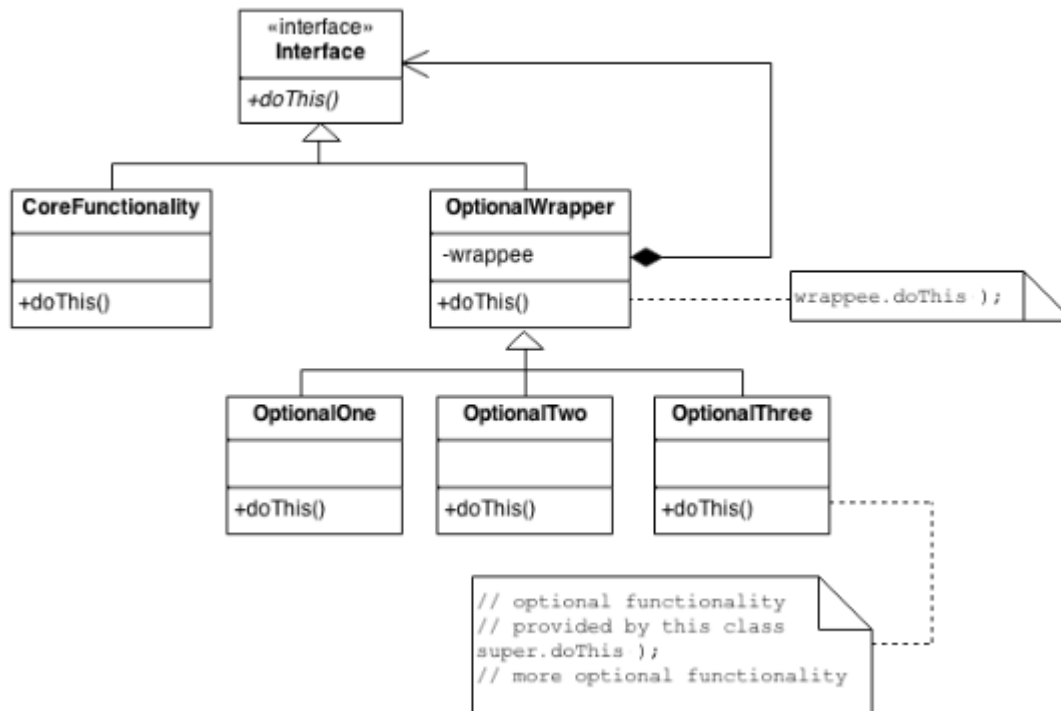 «interface»
Interface
+doThis()
CoreFunctionality
+doThis()
OptionalWrapper
-wrappee
+doThis()
wrappee.doThis );
OptionalOne
+doThis()
OptionalTwo
+doThis()
OptionalThree
+doThis()
// optional functionality
// provided by this class
super.doThis );
// more optional functionality